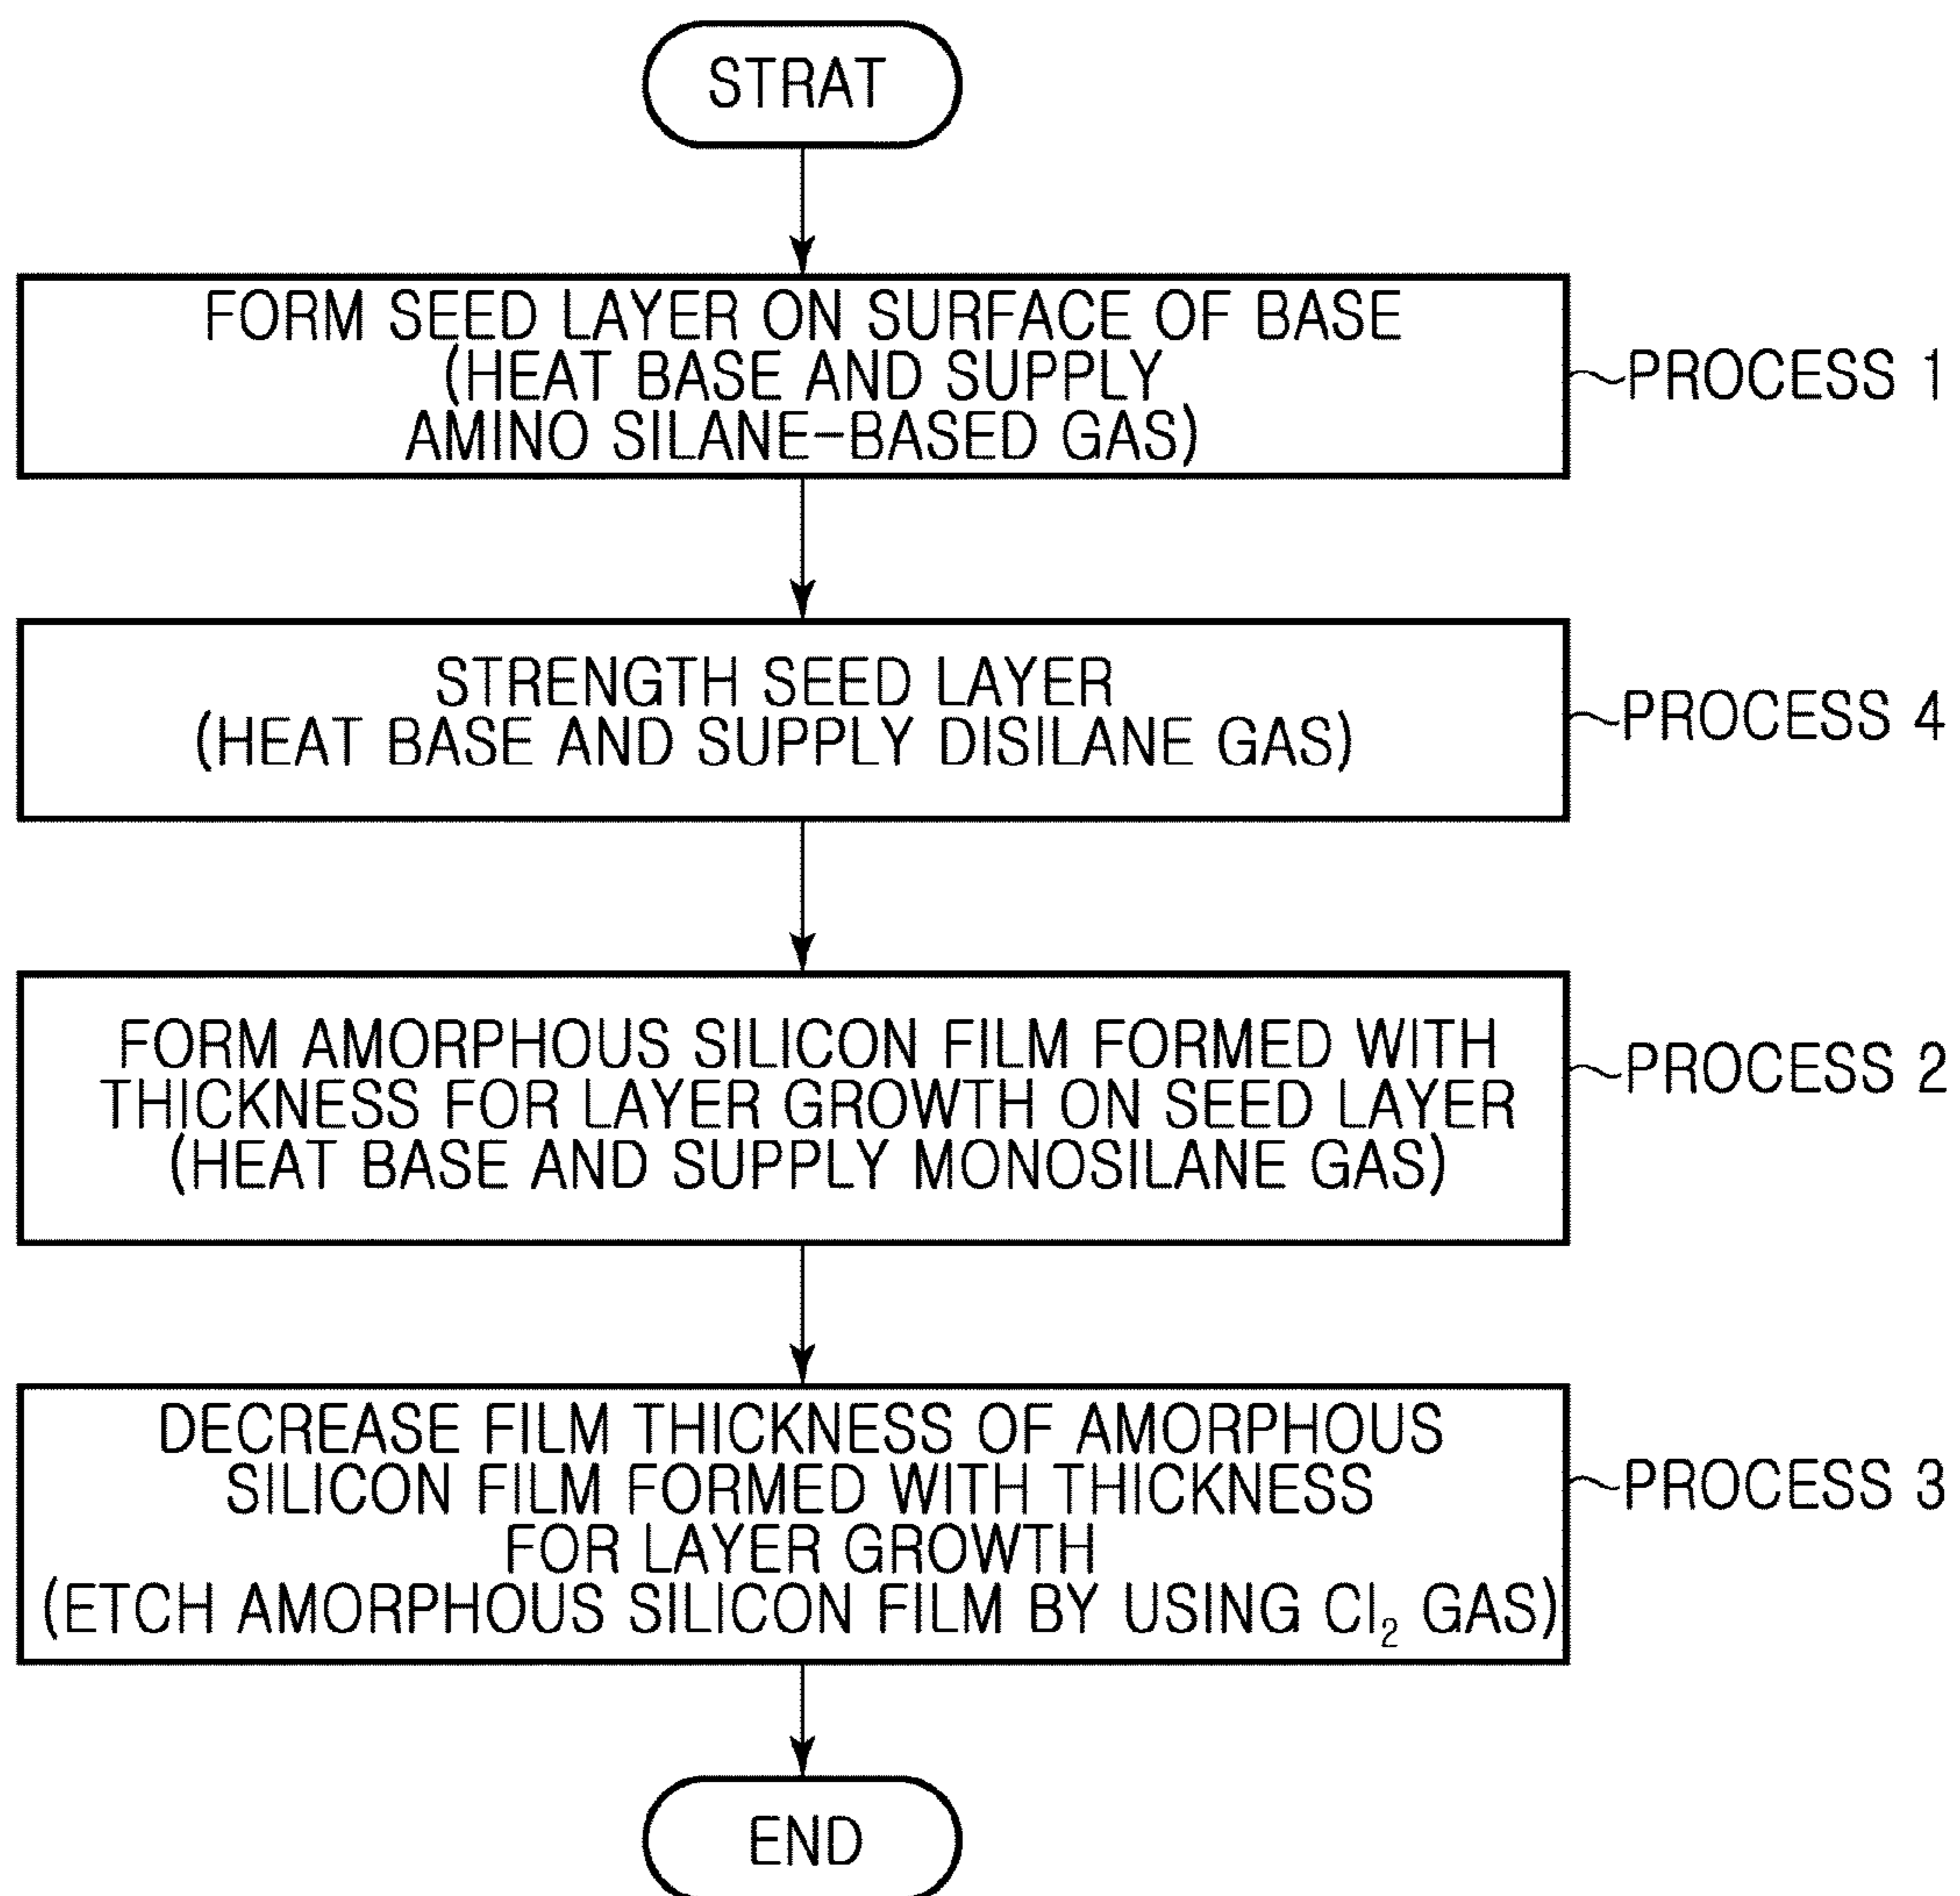 STRAT
FORM SEED LAYER ON SURFACE OF BASE
(HEAT BASE AND SUPPLY
AMINO SILANE-BASED GAS)
PROCESS 1
STRENGTH SEED LAYER
(HEAT BASE AND SUPPLY DISILANE GAS)
PROCESS 4
FORM AMORPHOUS SILICON FILM FORMED WITH
THICKNESS FOR LAYER GROWTH ON SEED LAYER
(HEAT BASE AND SUPPLY MONOSILANE GAS)
PROCESS 2
DECREASE FILM THICKNESS OF AMORPHOUS
SILICON FILM FORMED WITH THICKNESS
FOR LAYER GROWTH
(ETCH AMORPHOUS SILICON FILM BY USING Cl₂ GAS)
PROCESS 3
END